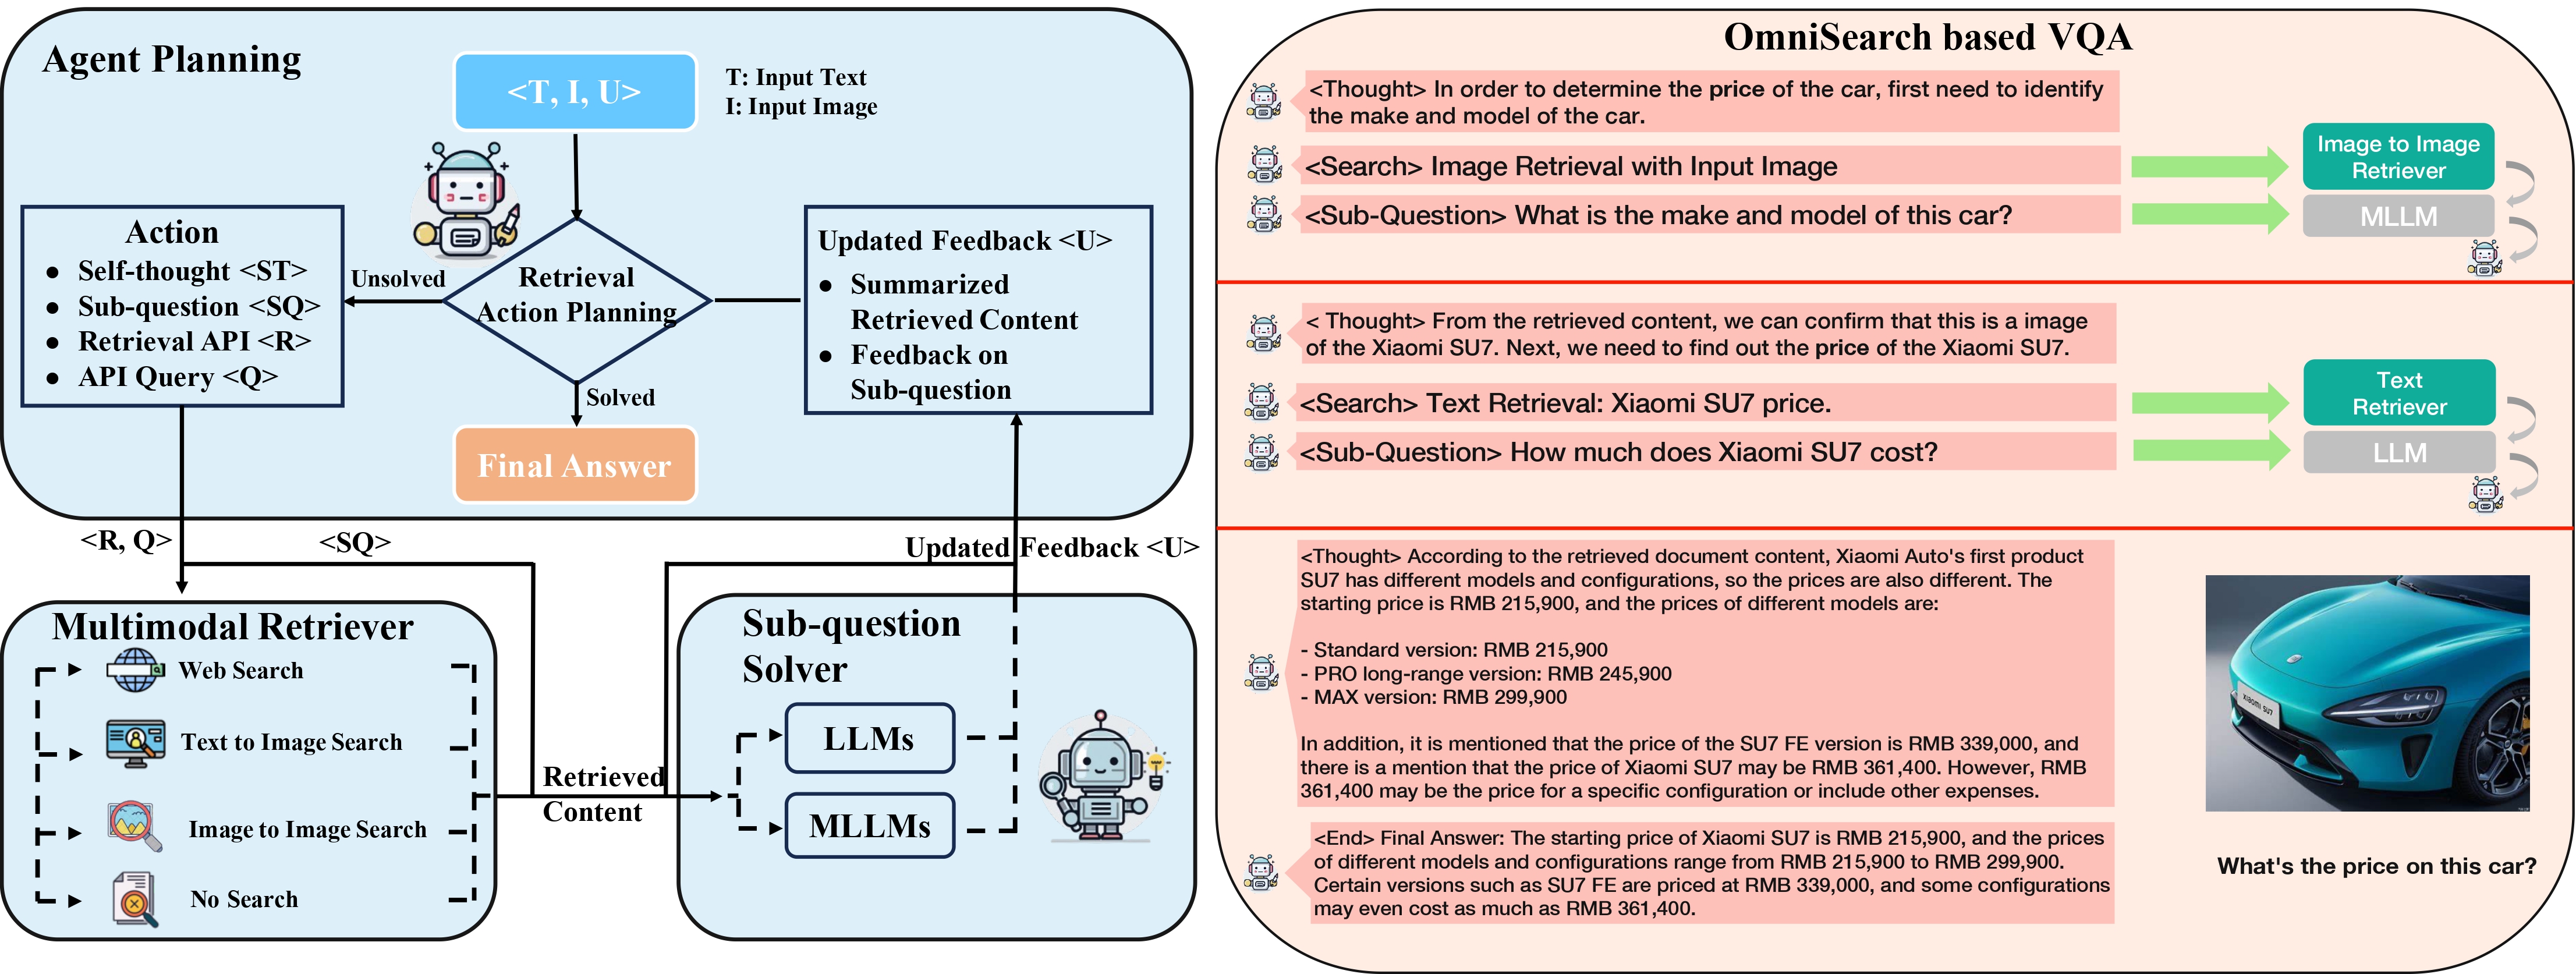 Agent Planning
<T, I, U>
T: Input Text
I: Input Image
Action
● Self-thought <ST>
● Sub-question <SQ>
● Retrieval API <R>
● API Query <Q>
Unsolved
Retrieval
Action Planning
Solved
Final Answer
Updated Feedback <U>
● Summarized
Retrieved Content
● Feedback on
Sub-question
<R, Q>
<SQ>
Updated Feedback <U>
Multimodal Retriever
Web Search
Text to Image Search
Image to Image Search
No Search
Retrieved
Content
Sub-question
Solver
LLMs
MLLMs
OmniSearch based VQA
<Thought> In order to determine the price of the car, first need to identify
the make and model of the car.
<Search> Image Retrieval with Input Image
<Sub-Question> What is the make and model of this car?
Image to Image
Retriever
MLLM
< Thought> From the retrieved content, we can confirm that this is a image
of the Xiaomi SU7. Next, we need to find out the price of the Xiaomi SU7.
<Search> Text Retrieval: Xiaomi SU7 price.
<Sub-Question> How much does Xiaomi SU7 cost?
Text
Retriever
LLM
<Thought> According to the retrieved document content, Xiaomi Auto's first product
SU7 has different models and configurations, so the prices are also different. The
starting price is RMB 215,900, and the prices of different models are:
- Standard version: RMB 215,900
- PRO long-range version: RMB 245,900
- MAX version: RMB 299,900
In addition, it is mentioned that the price of the SU7 FE version is RMB 339,000, and
there is a mention that the price of Xiaomi SU7 may be RMB 361,400. However, RMB
361,400 may be the price for a specific configuration or include other expenses.
<End> Final Answer: The starting price of Xiaomi SU7 is RMB 215,900, and the prices
of different models and configurations range from RMB 215,900 to RMB 299,900.
Certain versions such as SU7 FE are priced at RMB 339,000, and some configurations
may even cost as much as RMB 361,400.
xiaomi SU7
What's the price on this car?